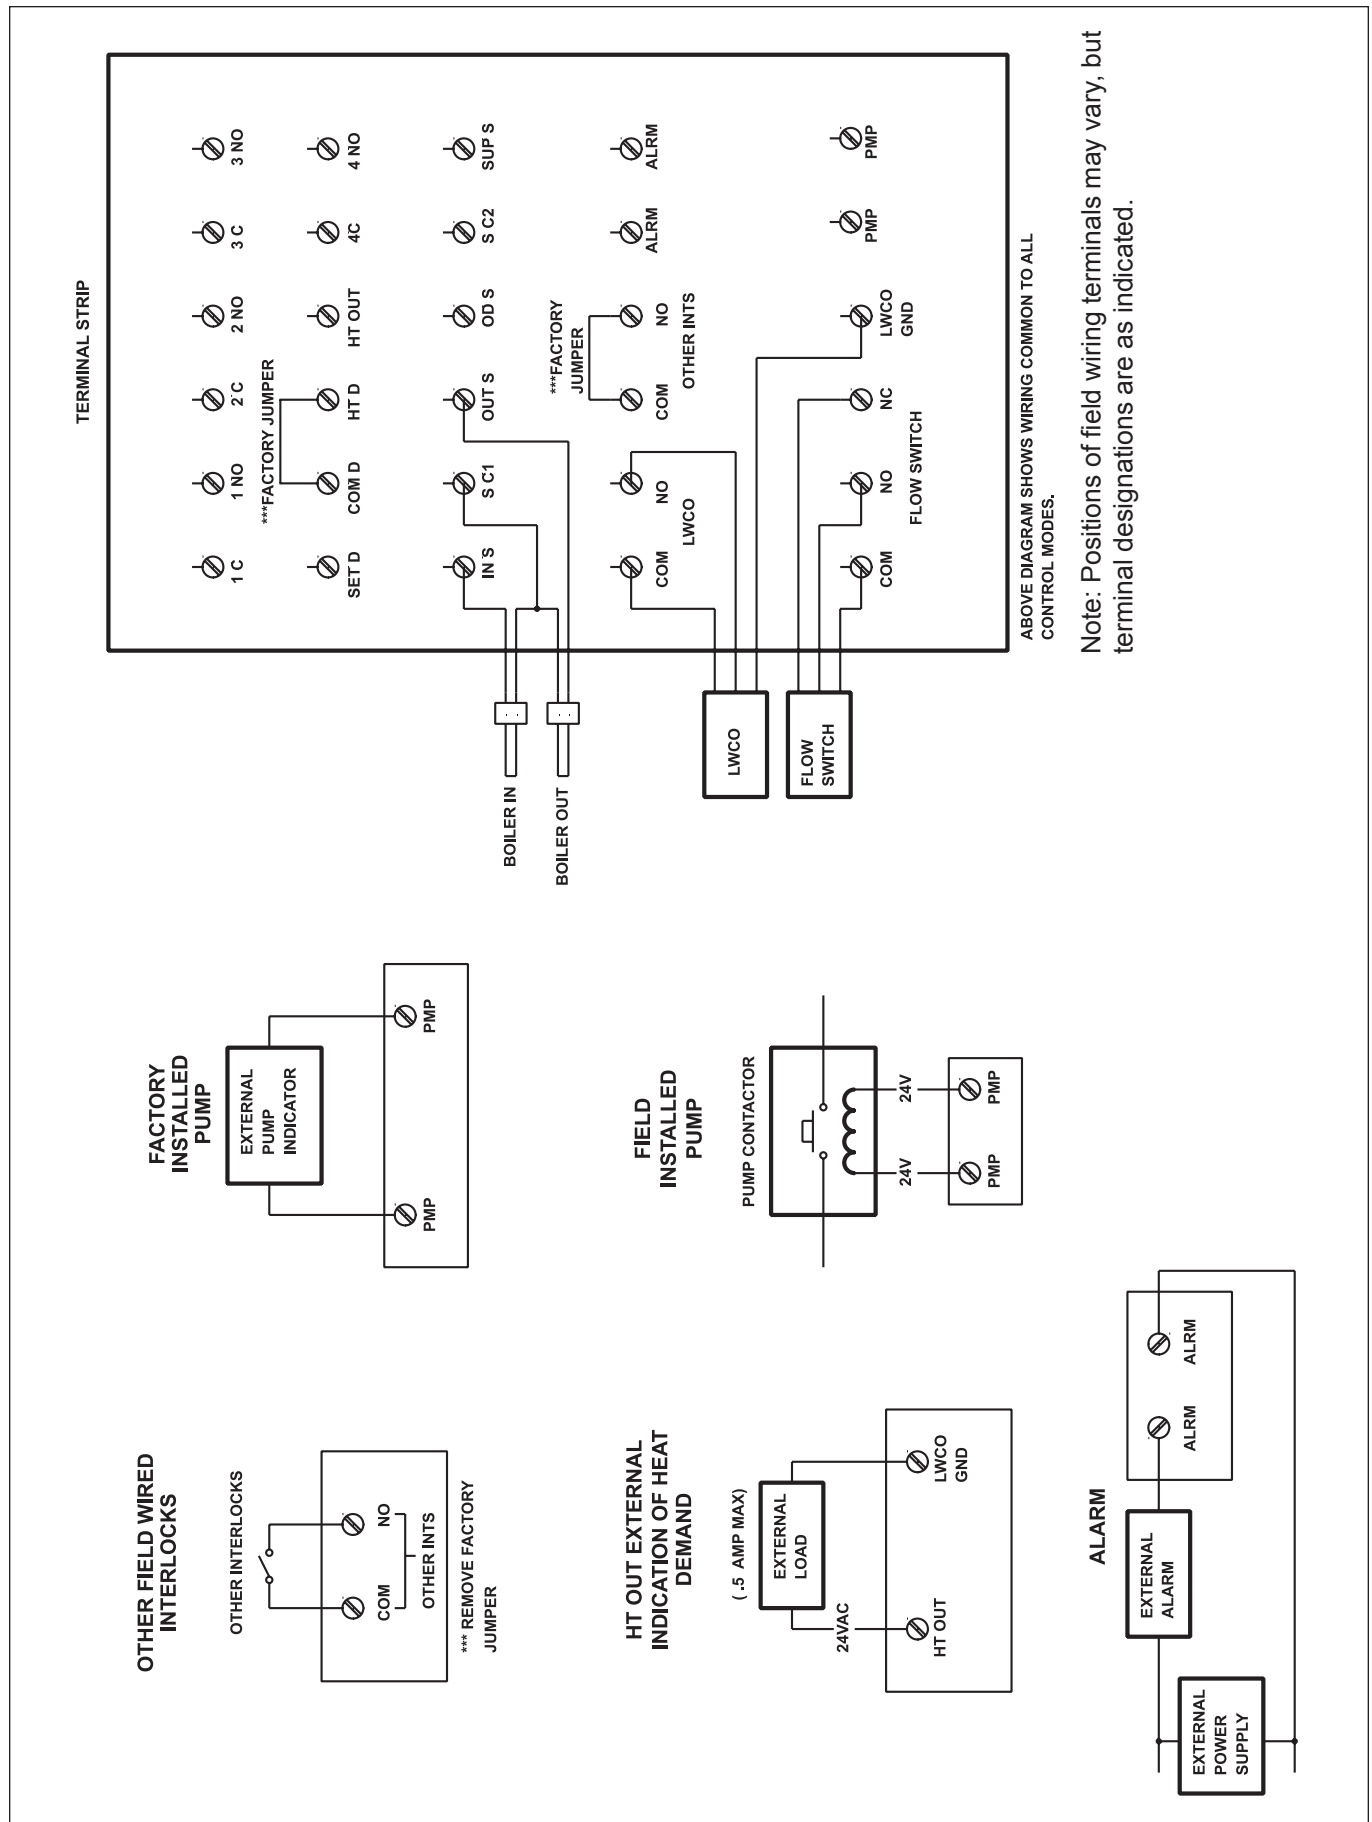 OTHER FIELD WIRED
INTERLOCKS
OTHER INTERLOCKS
COM
NO
OTHER INTS
*** REMOVE FACTORY
JUMPER
HT OUT EXTERNAL
INDICATION OF HEAT
DEMAND
( .5 AMP MAX)
EXTERNAL
LOAD
24VAC
HT OUT
LWCO
GND
ALARM
EXTERNAL
ALARM
ALRM
ALRM
EXTERNAL
POWER
SUPPLY
FACTORY
INSTALLED
PUMP
EXTERNAL
PUMP
INDICATOR
PMP
PMP
FIELD
INSTALLED
PUMP
PUMP CONTACTOR
24V
24V
PMP
PMP
TERMINAL STRIP
1 C
1 NO
2 C
2 NO
3 C
3 NO
***FACTORY JUMPER
SET D
COM D
HT D
HT OUT
4C
4 NO
IN S
S C1
OUT S
OD S
S C2
SUP S
BOILER IN
BOILER OUT
***FACTORY
JUMPER
COM
NO
LWCO
COM
NO
OTHER INTS
ALRM
ALRM
LWCO
FLOW
SWITCH
COM
NO
NC
FLOW SWITCH
LWCO
GND
PMP
PMP
ABOVE DIAGRAM SHOWS WIRING COMMON TO ALL
CONTROL MODES.
Note: Positions of field wiring terminals may vary, but
terminal designations are as indicated.